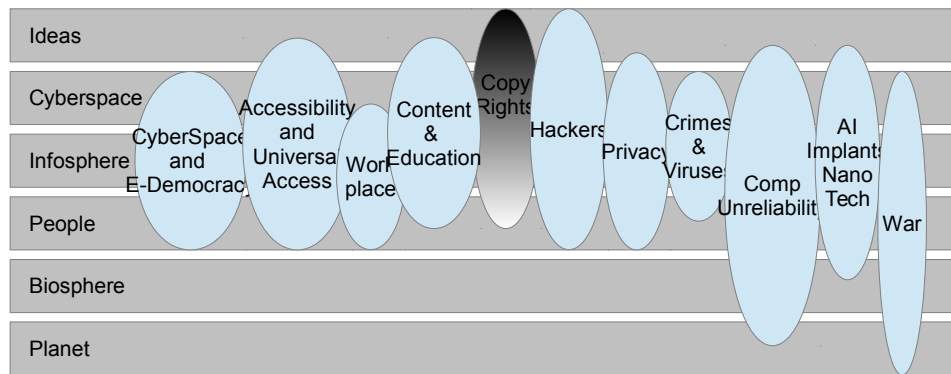 Ideas
Cyberspace
Infosphere
People
Biosphere
Planet
CyberSpace
and
E-Democracy
Accessibility
and
Universal
Access
Work
place
Content
&
Education
Copy
Rights
Hackers
Privacy
Crimes
&
Viruses
Comp
Unreliability
AI
Implants
Nano
Tech
War